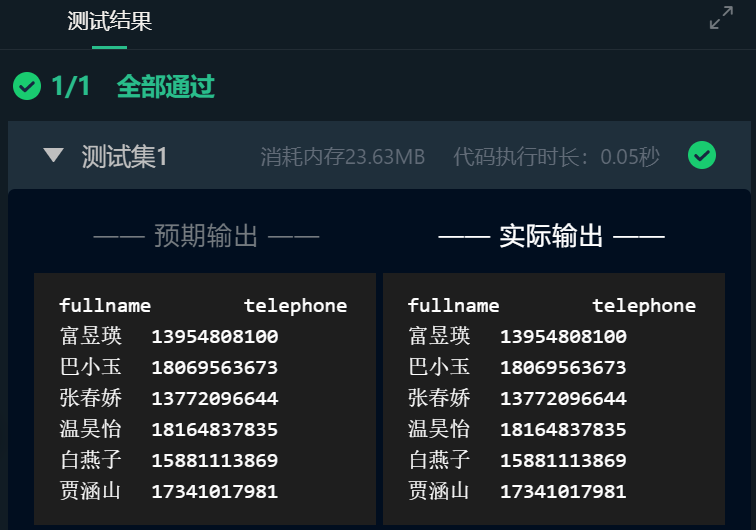 测试结果
1/1 全部通过
测试集1 消耗内存23.63MB 代码执行时长：0.05秒
—— 预期输出 —— —— 实际输出 ——
fullname telephone fullname telephone
富昱瑛 13954808100 富昱瑛 13954808100
巴小玉 18069563673 巴小玉 18069563673
张春娇 13772096644 张春娇 13772096644
温昊怡 18164837835 温昊怡 18164837835
白燕子 15881113869 白燕子 15881113869
贾涵山 17341017981 贾涵山 17341017981